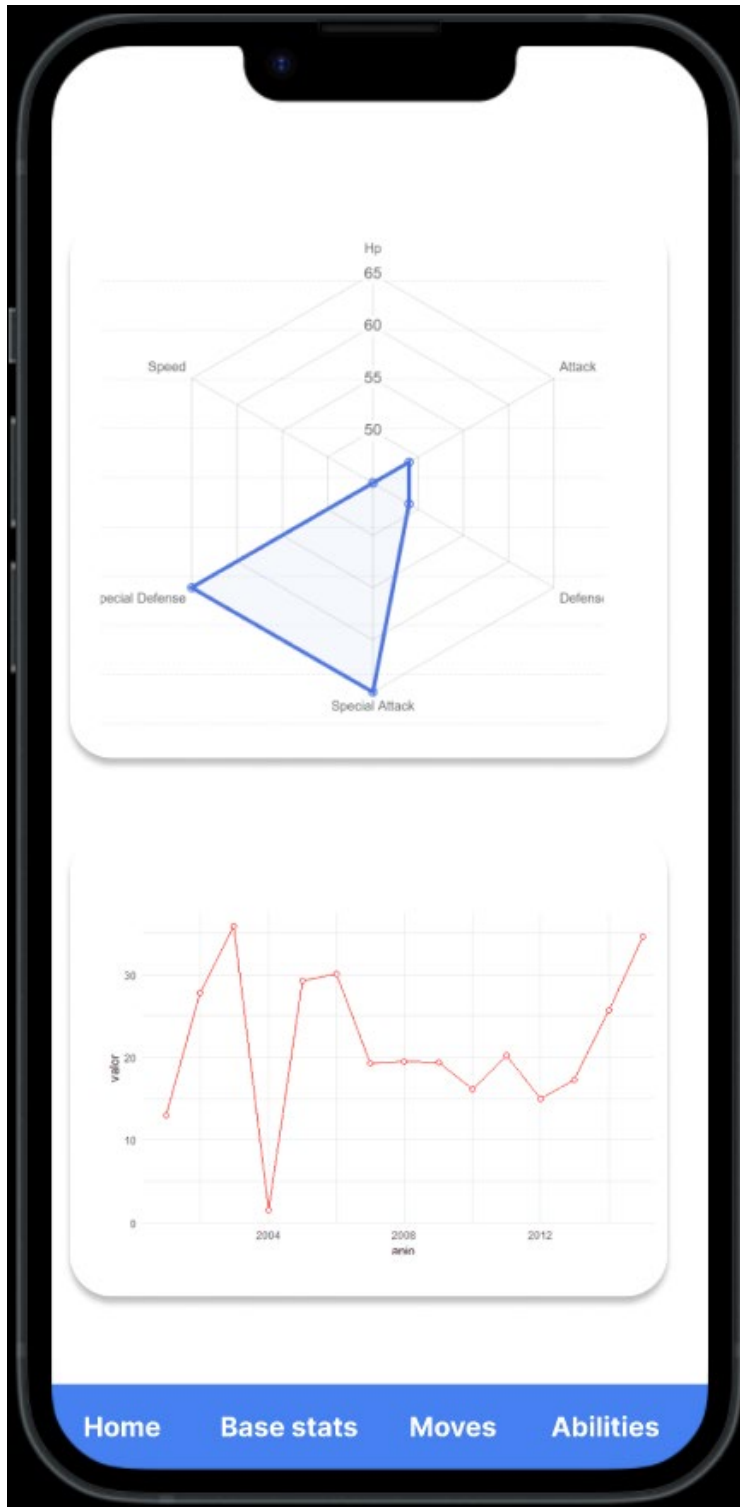 Hp
65
60
Speed
Attack
55
50
pecial Defense
Defens
Special Attack
30
valor
20
10
0
2004
2008
2012
Home
Base stats
Moves
Abilities